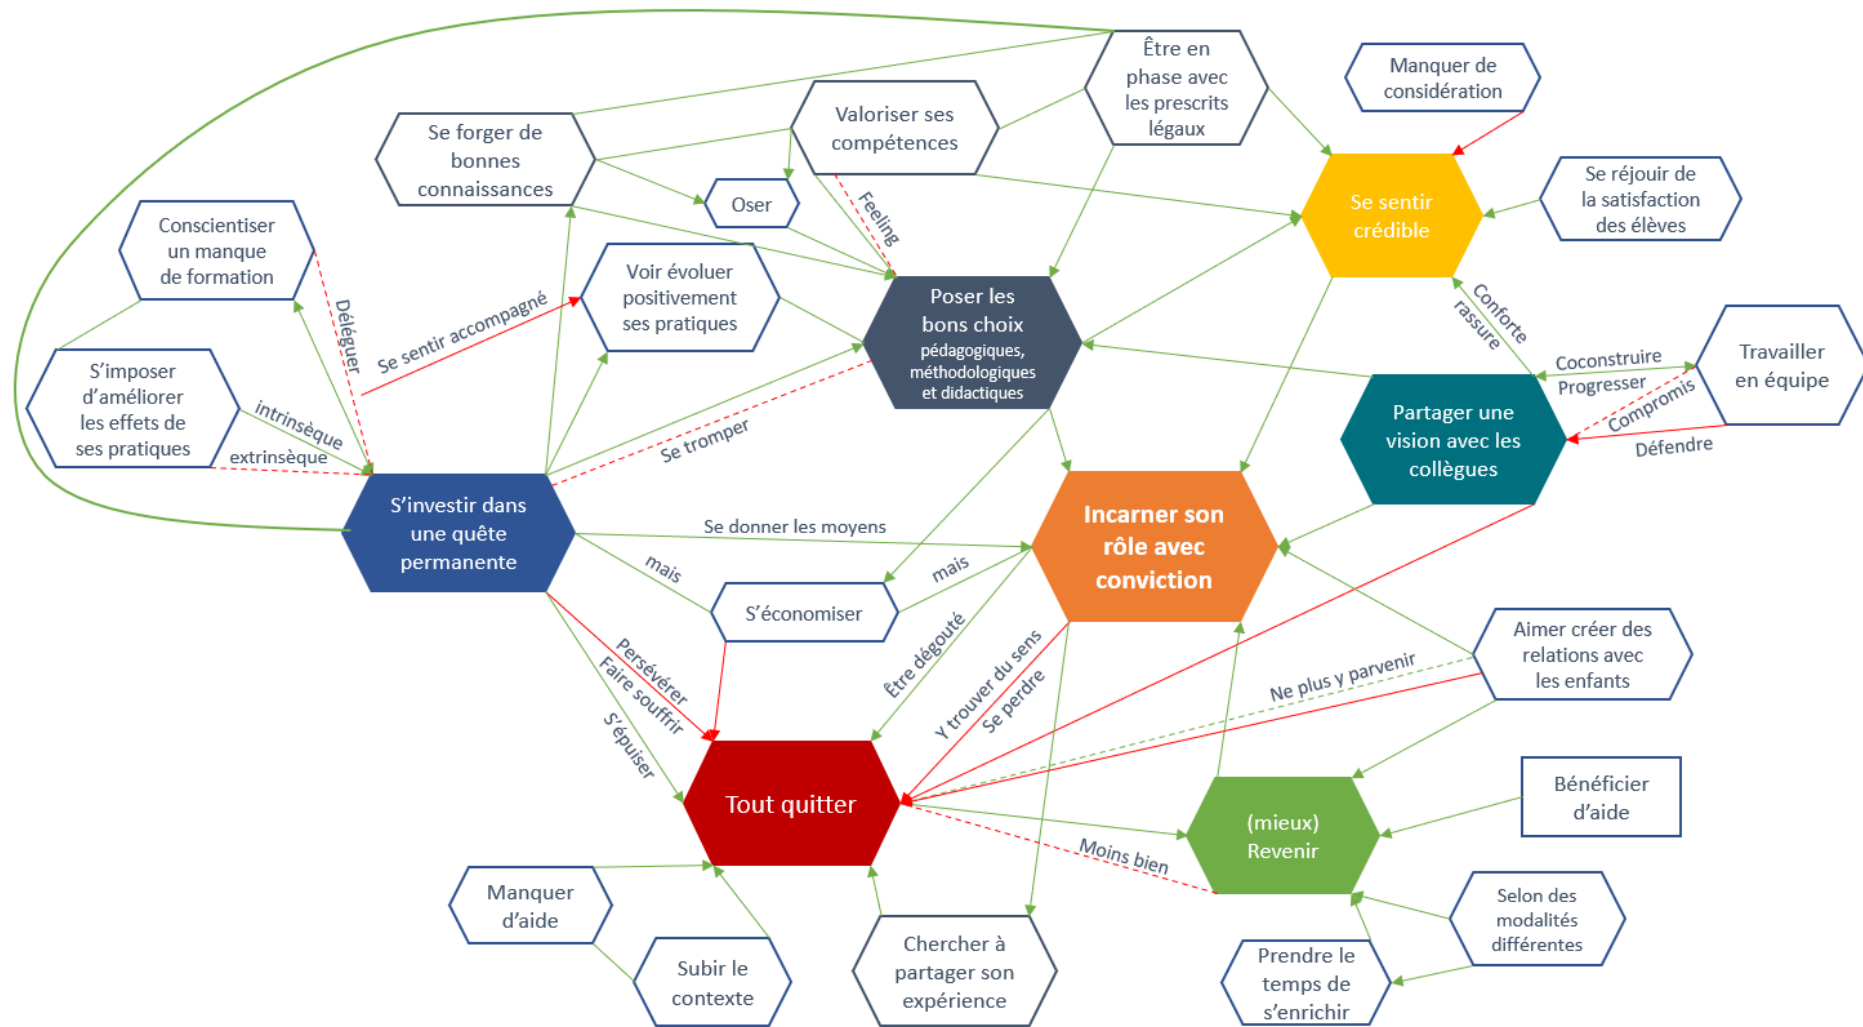 Être en
phase avec
les prescrits
légaux
Manquer de
considération
Valoriser ses
compétences
Se forger de
bonnes
connaissances
Oser
Feeling
Se sentir
crédible
Se réjouir de
la satisfaction
des élèves
Conscientiser
un manque
de formation
Déléguer
Se sentir accompagné
Voir évoluer
positivement
ses pratiques
Poser les
bons choix
pédagogiques,
méthodologiques
et didactiques
Conforte
rassure
Coconstruire
Progresser
Compromis
Défendre
Travailler
en équipe
S’imposer
d’améliorer
les effets de
ses pratiques
intrinsèque
extrinsèque
Se tromper
Partager une
vision avec les
collègues
S’investir dans
une quête
permanente
Se donner les moyens
mais
S’économiser
mais
Incarner son
rôle avec
conviction
Persévérer
Faire souffrir
S’épuiser
Être dégouté
Y trouver du sens
Se perdre
Ne plus y parvenir
Aimer créer des
relations avec
les enfants
Tout quitter
Moins bien
(mieux)
Revenir
Bénéficier
d’aide
Manquer
d’aide
Subir le
contexte
Chercher à
partager son
expérience
Prendre le
temps de
s’enrichir
Selon des
modalités
différentes